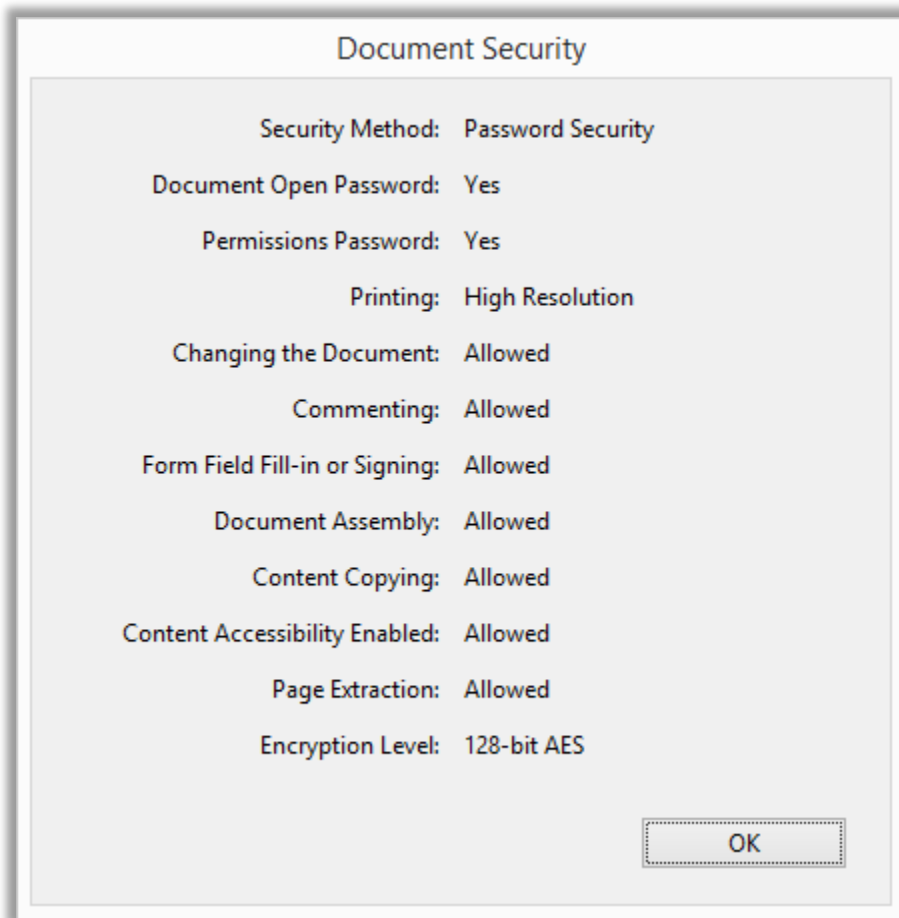 Document Security
Security Method: Password Security
Document Open Password: Yes
Permissions Password: Yes
Printing: High Resolution
Changing the Document: Allowed
Commenting: Allowed
Form Field Fill-in or Signing: Allowed
Document Assembly: Allowed
Content Copying: Allowed
Content Accessibility Enabled: Allowed
Page Extraction: Allowed
Encryption Level: 128-bit AES
OK